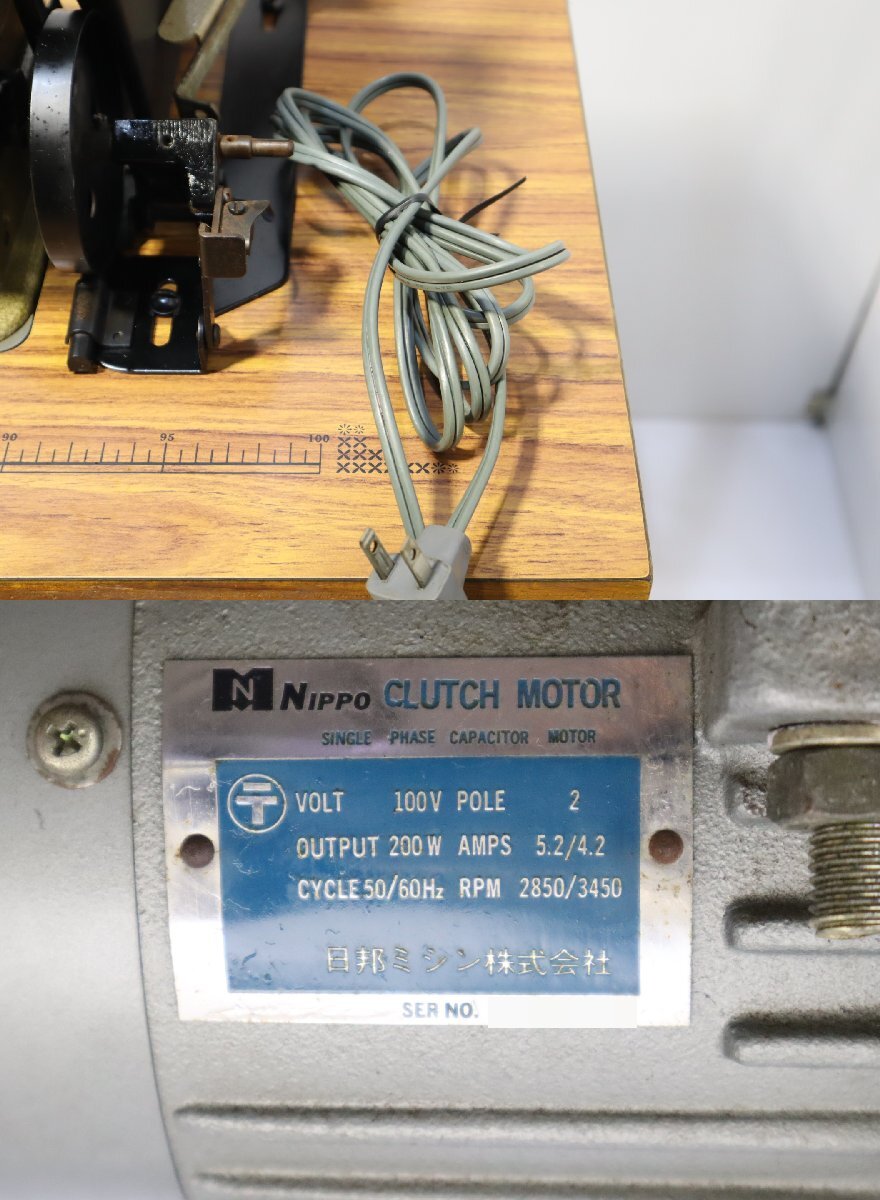 90 95 100
N NIPPO CLUTCH MOTOR
SINGLE PHASE CAPACITOR MOTOR
VOLT 100V POLE 2
OUTPUT 200W AMPS 5.2/4.2
CYCLE 50/60Hz RPM 2850/3450
日邦ミシン株式会社
SER NO.